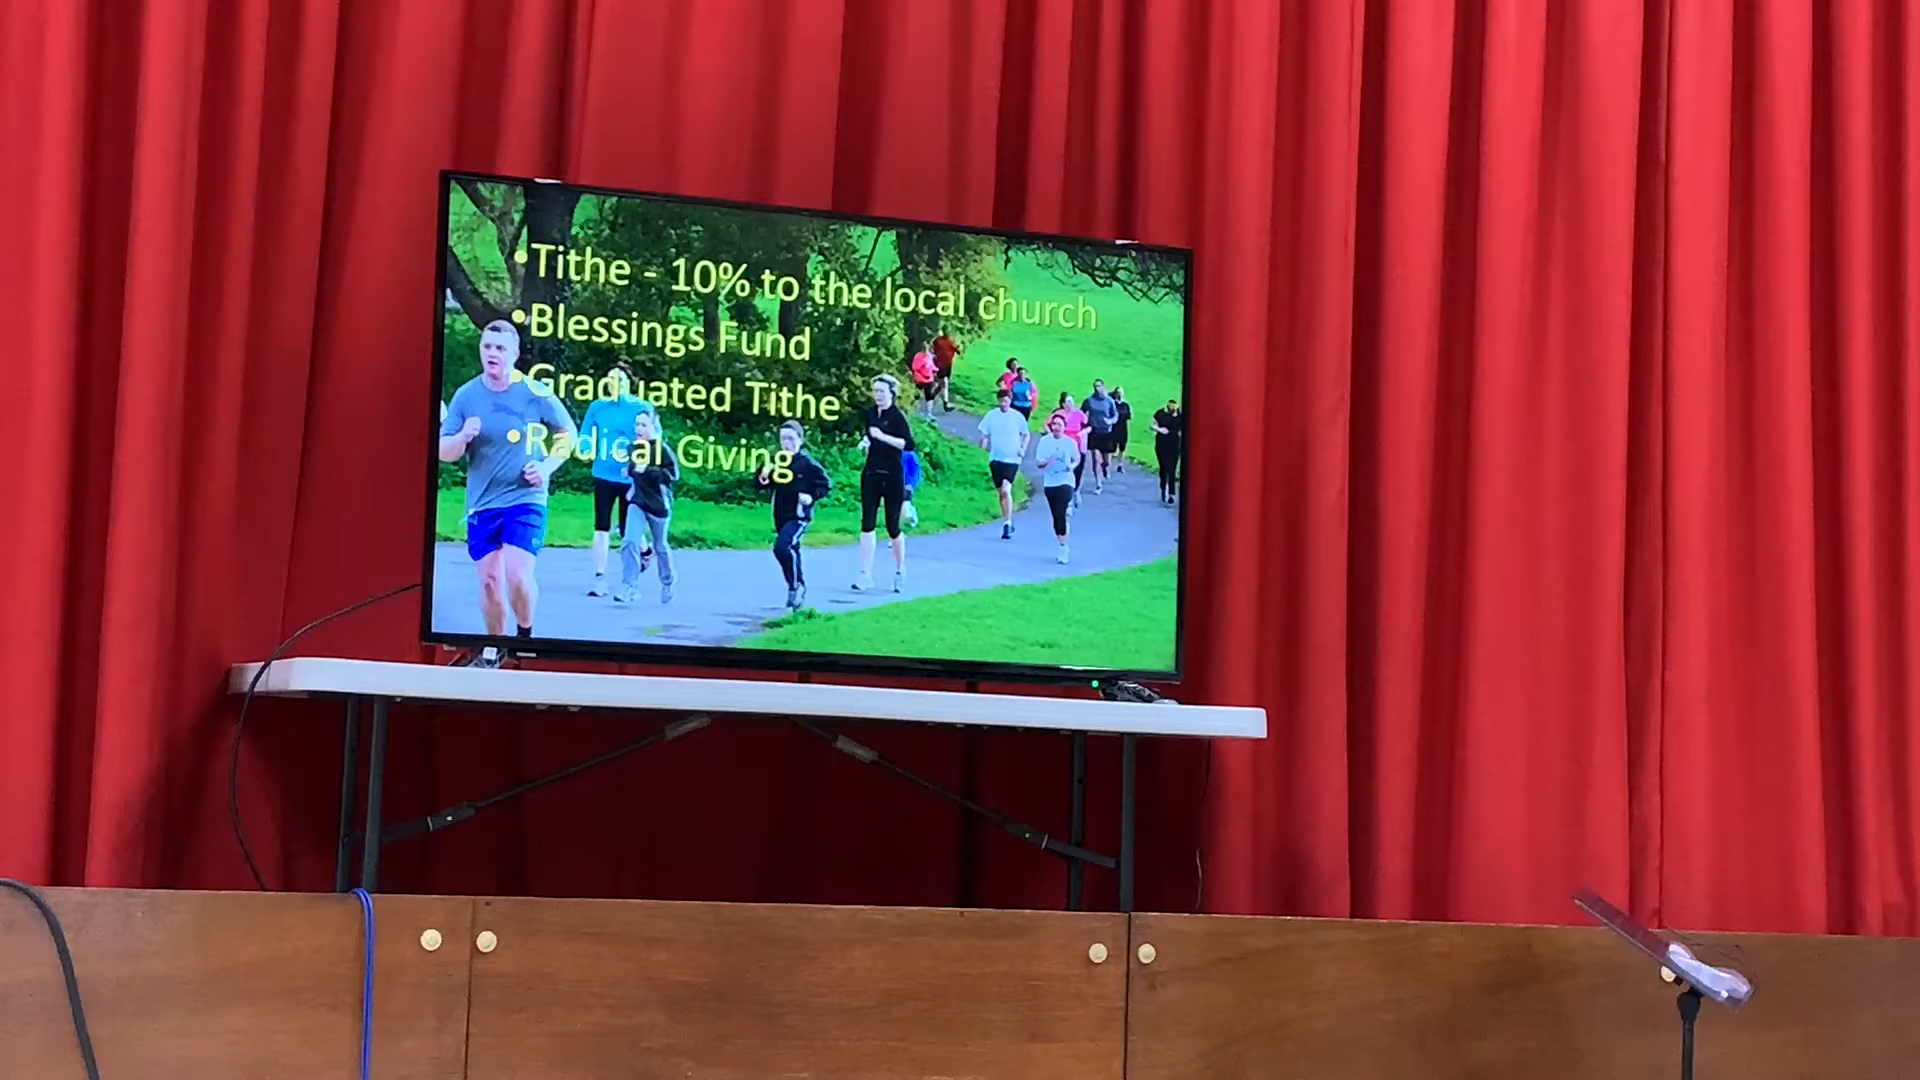 •Tithe - 10% to the local church
•Blessings Fund
•Graduated Tithe
•Radical Giving